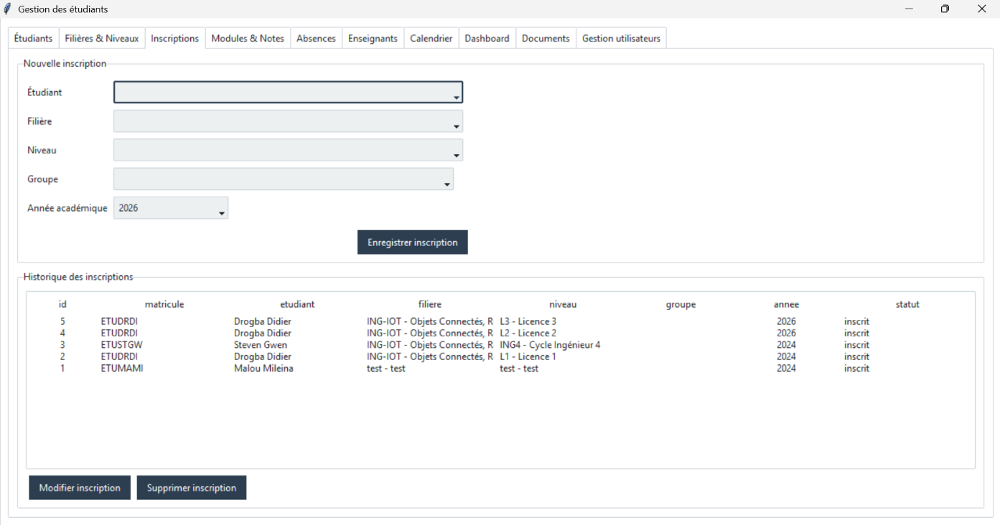 Gestion des étudiants
Étudiants Filières & Niveaux Inscriptions Modules & Notes Absences Enseignants Calendrier Dashboard Documents Gestion utilisateurs
Nouvelle inscription
Étudiant
Filière
Niveau
Groupe
Année académique 2026
Enregistrer inscription
Historique des inscriptions
id matricule etudiant filiere niveau groupe annee statut
5 ETUDRDI Drogba Didier ING-IOT - Objets Connectés, R L3 - Licence 3 2026 inscrit
4 ETUDRDI Drogba Didier ING-IOT - Objets Connectés, R L2 - Licence 2 2026 inscrit
3 ETUSTGW Steven Gwen ING-IOT - Objets Connectés, R ING4 - Cycle Ingénieur 4 2024 inscrit
2 ETUDRDI Drogba Didier ING-IOT - Objets Connectés, R L1 - Licence 1 2024 inscrit
1 ETUMAMI Malou Mileina test - test test - test 2024 inscrit
Modifier inscription Supprimer inscription